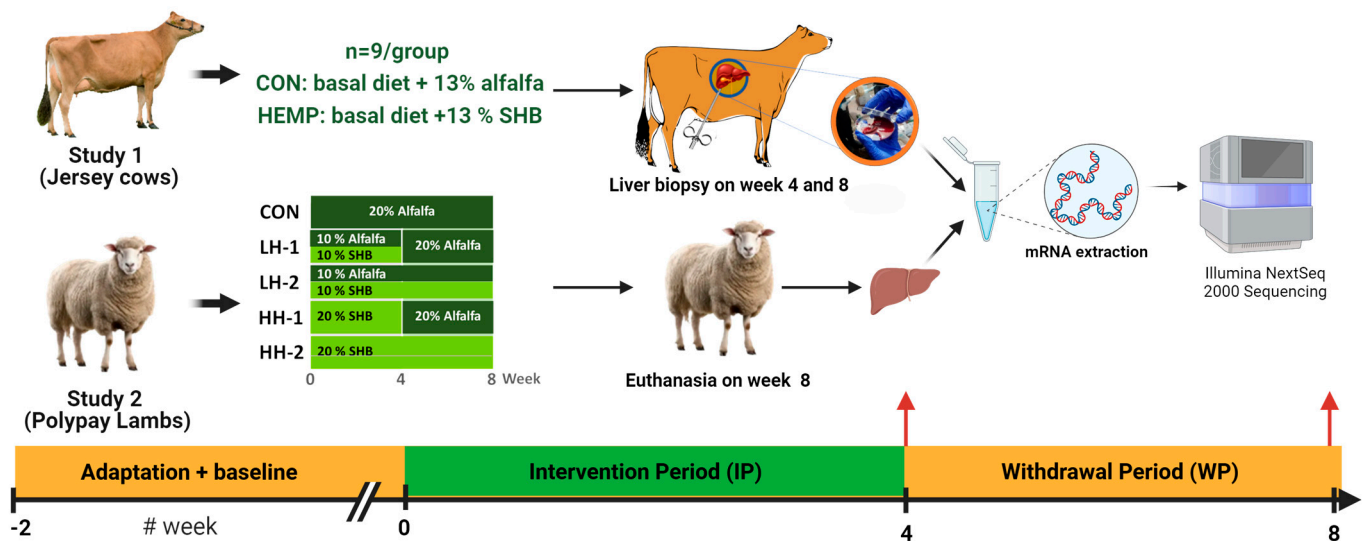 n=9/group
CON: basal diet + 13% alfalfa
HEMP: basal diet +13 % SHB
Study 1
(Jersey cows)
Liver biopsy on week 4 and 8
mRNA extraction
Illumina NextSeq
2000 Sequencing
CON
20% Alfalfa
LH-1
10 % Alfalfa
10 % SHB
20% Alfalfa
LH-2
10 % Alfalfa
10 % SHB
HH-1
20 % SHB
20% Alfalfa
HH-2
20 % SHB
0 4 8 Week
Study 2
(Polypay Lambs)
Euthanasia on week 8
Adaptation + baseline
Intervention Period (IP)
Withdrawal Period (WP)
-2 # week 0 4 8